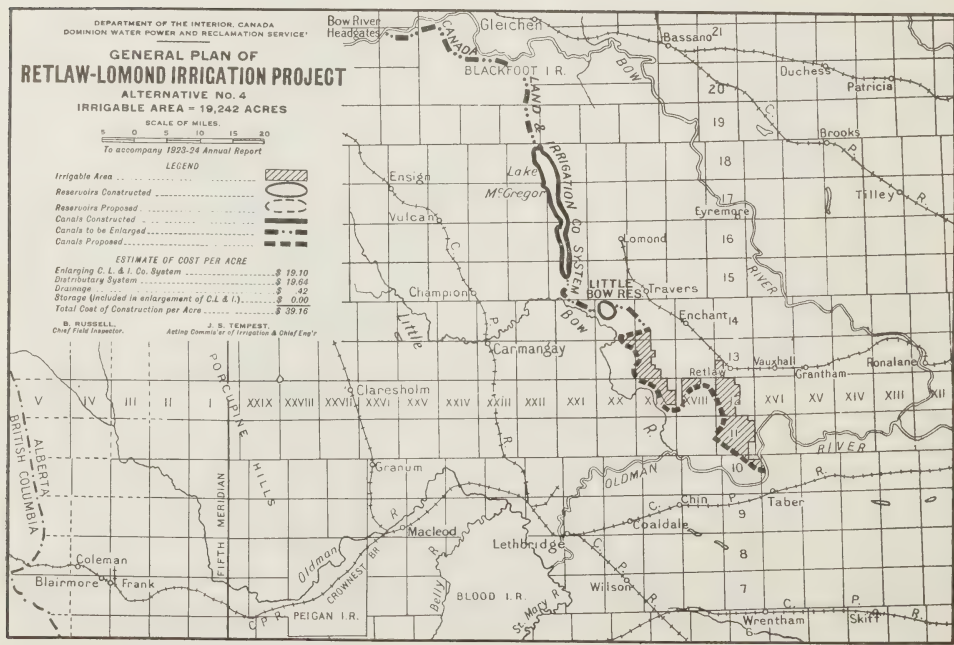 DEPARTMENT OF THE INTERIOR, CANADA
DOMINION WATER POWER AND RECLAMATION SERVICE
GENERAL PLAN OF
RETLAW-LOMOND IRRIGATION PROJECT
ALTERNATIVE NO. 4
IRRIGABLE AREA = 19,242 ACRES
SCALE OF MILES.
5 0 5 10 15 20
To accompany 1923-24 Annual Report
LEGEND
Irrigable Area
Reservoirs Constructed
Reservoirs Proposed
Canals Constructed
Canals to be Enlarged
Canals Proposed
ESTIMATE OF COST PER ACRE
Enlarging C. L. & I. Co. System $ 19.10
Distributary System $ 19.64
Drainage $ 42
Storage (included in enlargement of C.L & I.) $ 0.00
Total Cost of Construction per Acre $ 39.16
B. RUSSELL,
Chief Field Inspector.
J. S. TEMPEST,
Acting Commis'er of Irrigation & Chief Eng'r
Bow River
Headgates
Gleichen
CANADA
LAND & IRRIGATION CO SYSTEM
BLACKFOOT I.R.
BOW
RIVER
Bassano
21
Duchess
Patricia
20
C.
P.
R.
19
Brooks
18
Tilley
17
Eyremore
16
15
Ensign
Lake
McGregor
Vulcan
C.
P.
R.
Lomond
Champion
Travers
LITTLE
BOW RES
Little
Bow
R.
Enchant
14
Carmangay
13
Vauxhall
Retlaw
Grantham
Ronalane
Claresholm
V IV III II I XXIX XXVIII XXVII XXVI XXV XXIV XXIII XXII XXI XX XIX XVIII XVI XV XIV XIII XII
12
11
PORCUPINE
HILLS
ALBERTA
BRITISH COLUMBIA
FIFTH MERIDIAN
Granum
10
OLDMAN
RIVER
R.
Macleod
Lethbridge
C.
P.
Chin
Coaldale
9
Taber
8
Coleman
Blairmore
Frank
Oldman
R
CROWNEST BR
C P R
PEIGAN I.R.
Belly R.
BLOOD I.R.
St. Mary R
C.
P.
R.
Wilson
7
C.
P.
R.
Wrentham
6
Skiff